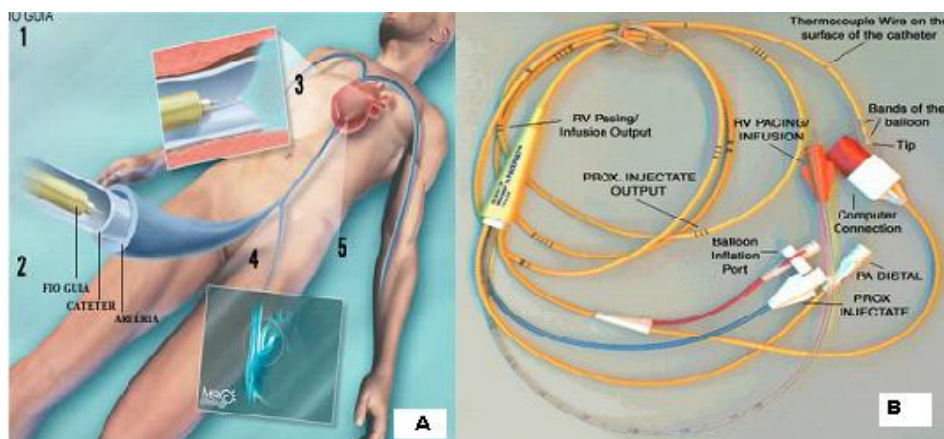 FIO GUIA
1
3
2
4
5
FIO GUIA
CATETER
ARTERIA
A
Thermocouple Wire on the
surface of the catheter
Bands of the
balloon
Tip
RV Pacing/
Infusion Output
RV PACING/
INFUSION
PROX. INJECTATE
OUTPUT
Computer
Connection
Balloon
Inflation
Port
PA DISTAL
PROX
INJECTATE
B